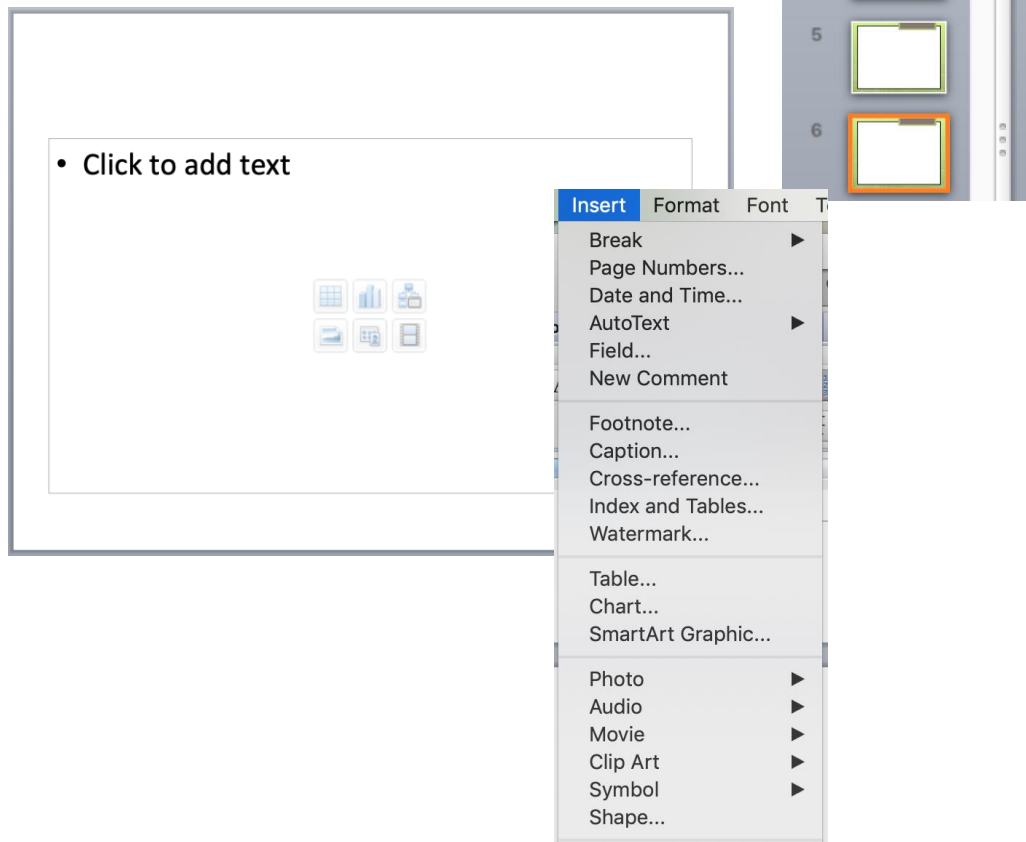 5
6
• Click to add text
Insert Format Font
Break
Page Numbers...
Date and Time...
AutoText
Field...
New Comment
Footnote...
Caption...
Cross-reference...
Index and Tables...
Watermark...
Table...
Chart...
SmartArt Graphic...
Photo
Audio
Movie
Clip Art
Symbol
Shape...